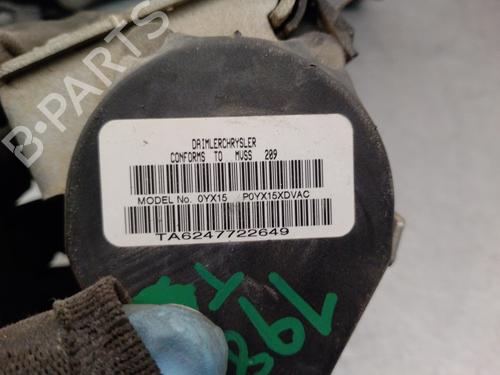 B-PARTS
DAIMLERCHRYSLER
CONFORMS TO MVSS 209
MODEL No. 0YX15 P0YX15XDVAC
TA6247722649